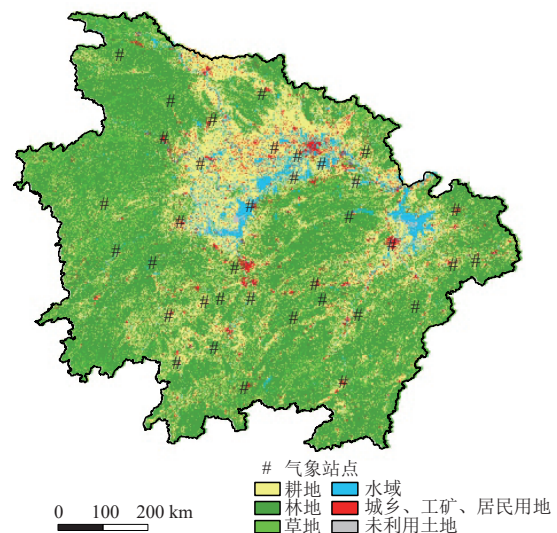 # 气象站点
耕地 水域
林地 城乡、工矿、居民用地
草地 未利用土地
0 100 200 km